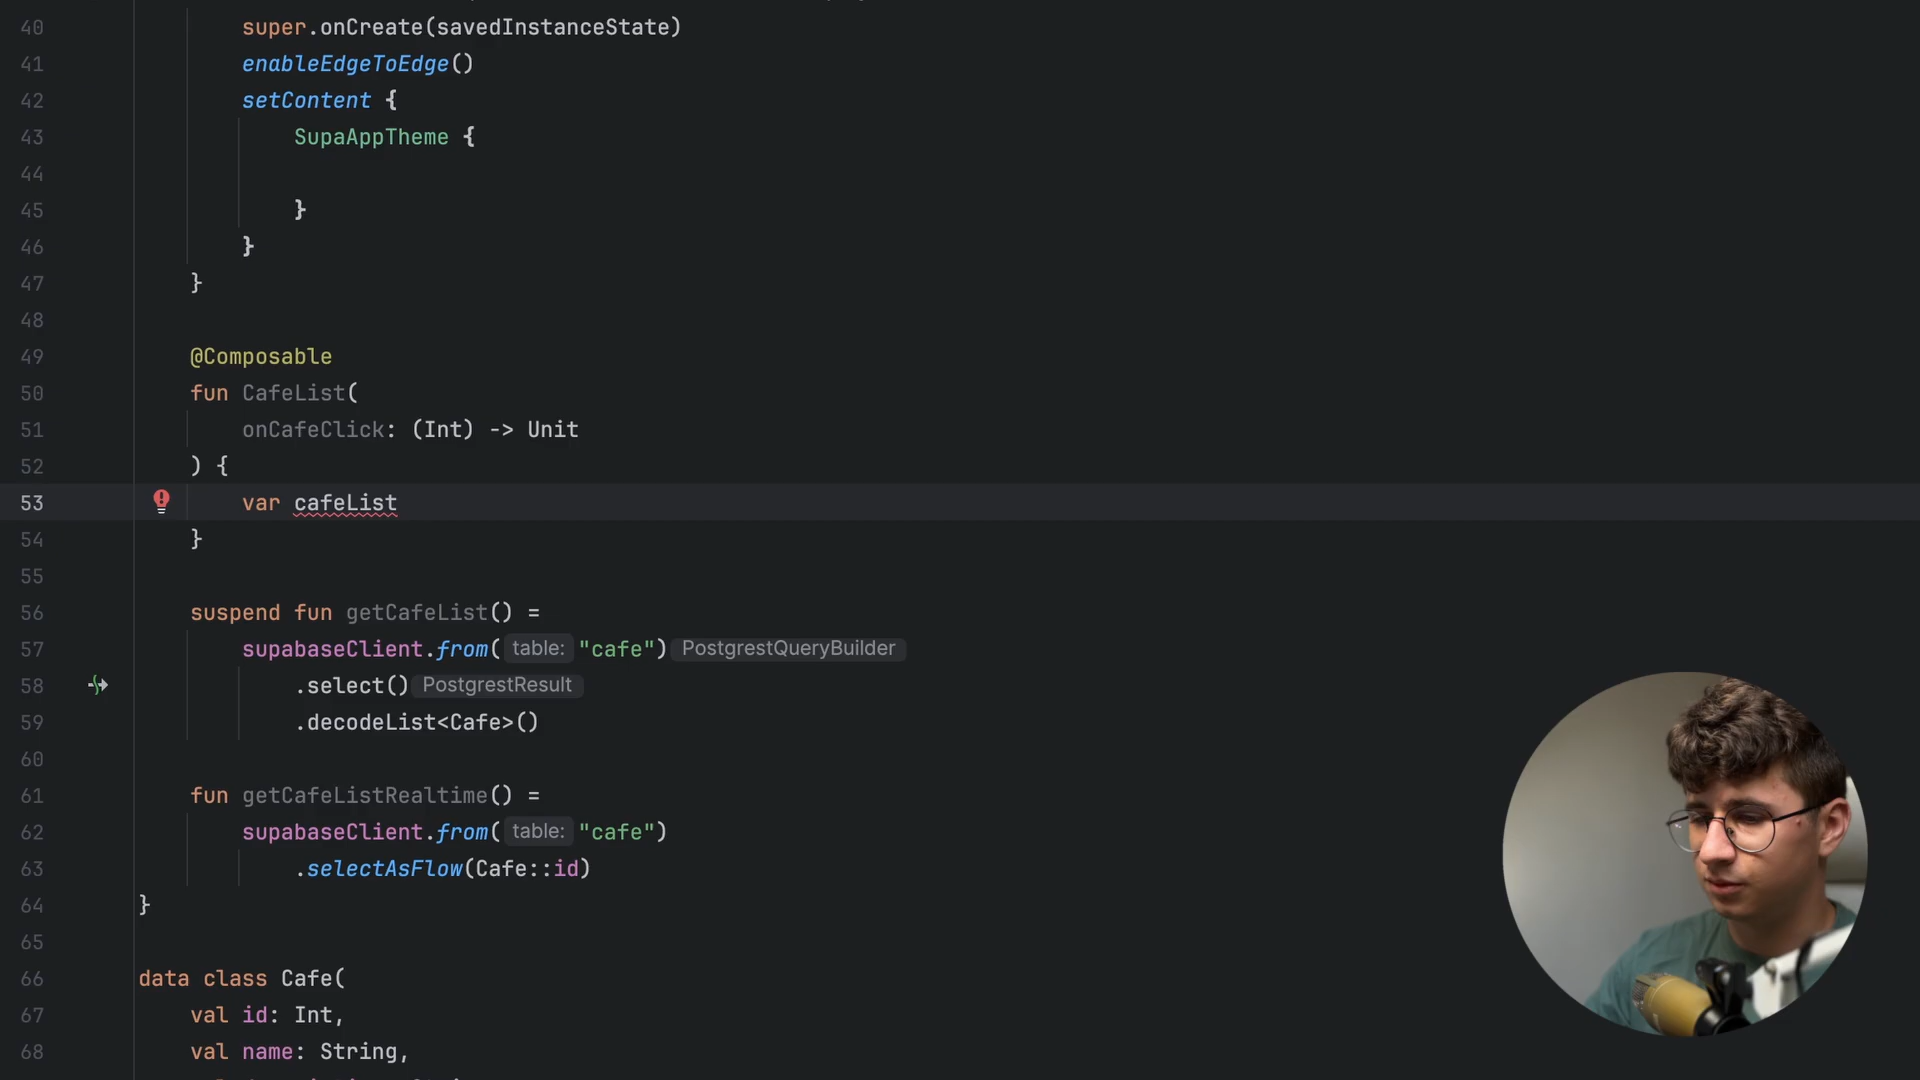 40 super.onCreate(savedInstanceState)
41 enableEdgeToEdge()
42 setContent {
43 SupaAppTheme {
44
45 }
46 }
47 }
48
49 @Composable
50 fun CafeList(
51 onCafeClick: (Int) -> Unit
52 ) {
53 var cafeList
54 }
55
56 suspend fun getCafeList() =
57 supabaseClient.from( table: "cafe") PostgrestQueryBuilder
58 .select() PostgrestResult
59 .decodeList<Cafe>()
60
61 fun getCafeListRealtime() =
62 supabaseClient.from( table: "cafe")
63 .selectAsFlow(Cafe::id)
64 }
65
66 data class Cafe(
67 val id: Int,
68 val name: String,